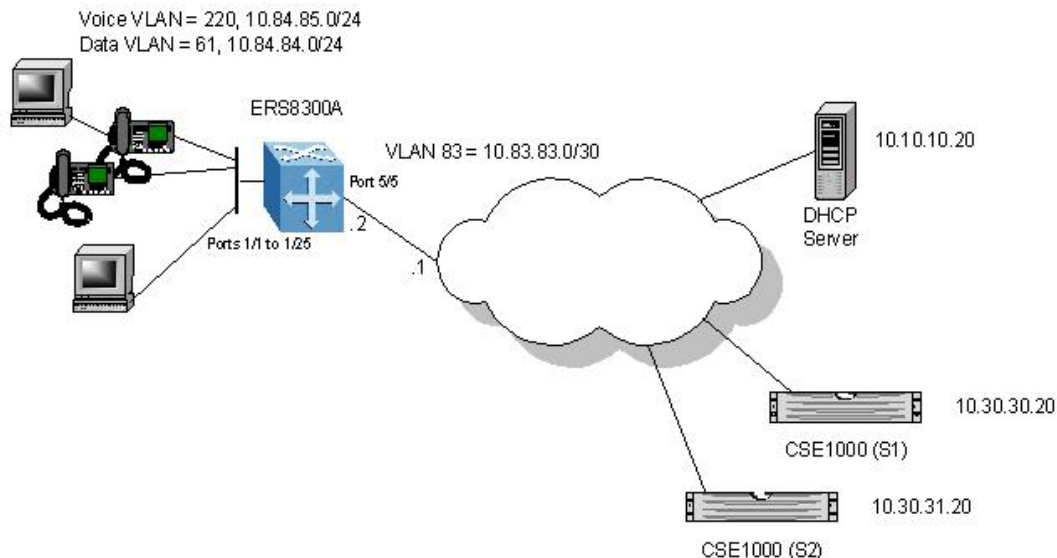 Voice VLAN = 220, 10.84.85.0/24
Data VLAN = 61, 10.84.84.0/24
ERS8300A
VLAN 83 = 10.83.83.0/30
Port 5/5
.2
.1
Ports 1/1 to 1/25
10.10.10.20
DHCP
Server
10.30.30.20
CSE1000 (S1)
10.30.31.20
CSE1000 (S2)